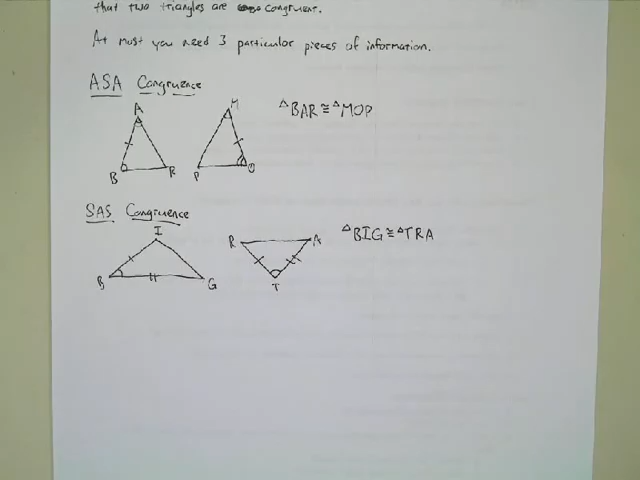 that two triangles are congruent.
At most you need 3 particular pieces of information.
ASA Congruence
A
M
△BAR ≅ △MOP
B
R
P
O
SAS Congruence
I
R
A
△BIG ≅ △TRA
B
G
T